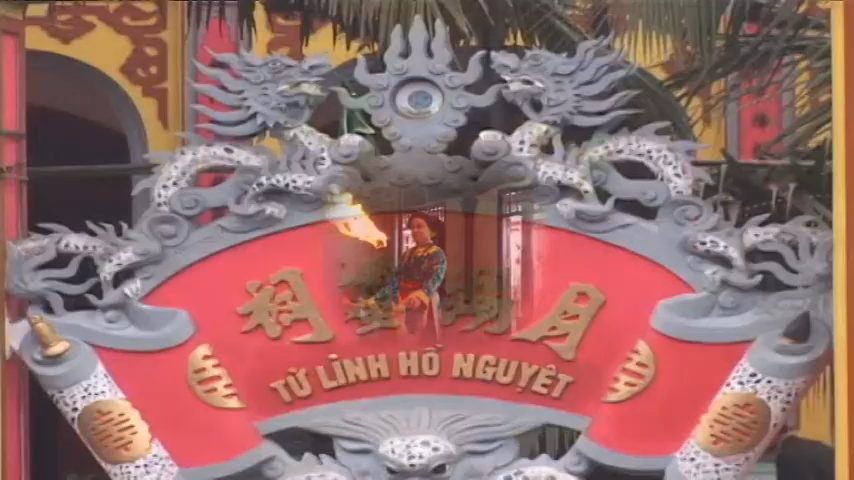 祠 月
TỪ LINH HỒ NGUYỆT